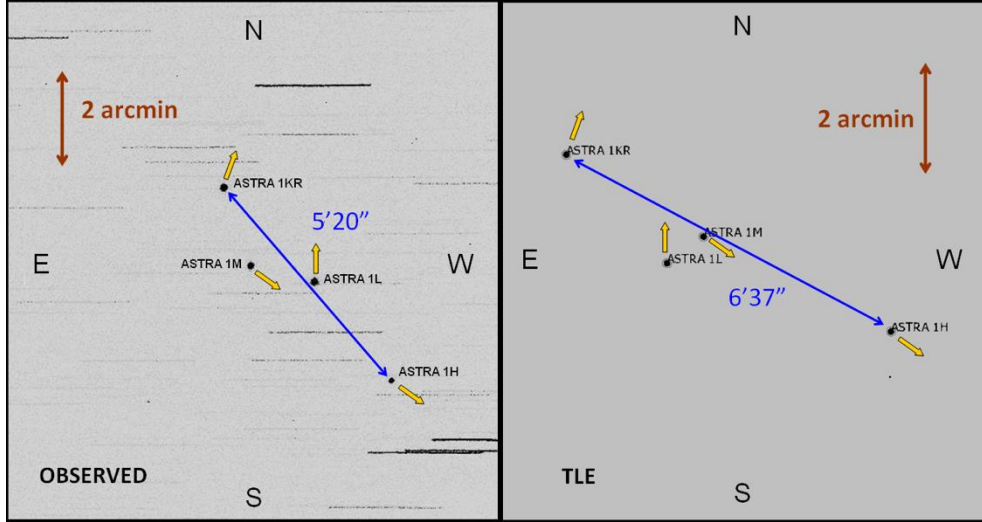 N
2 arcmin
ASTRA 1KR
5'20"
E
ASTRA 1M
W
ASTRA 1L
ASTRA 1H
OBSERVED
S
N
2 arcmin
ASTRA 1KR
ASTRA 1M
E
ASTRA 1L
W
6'37"
ASTRA 1H
TLE
S